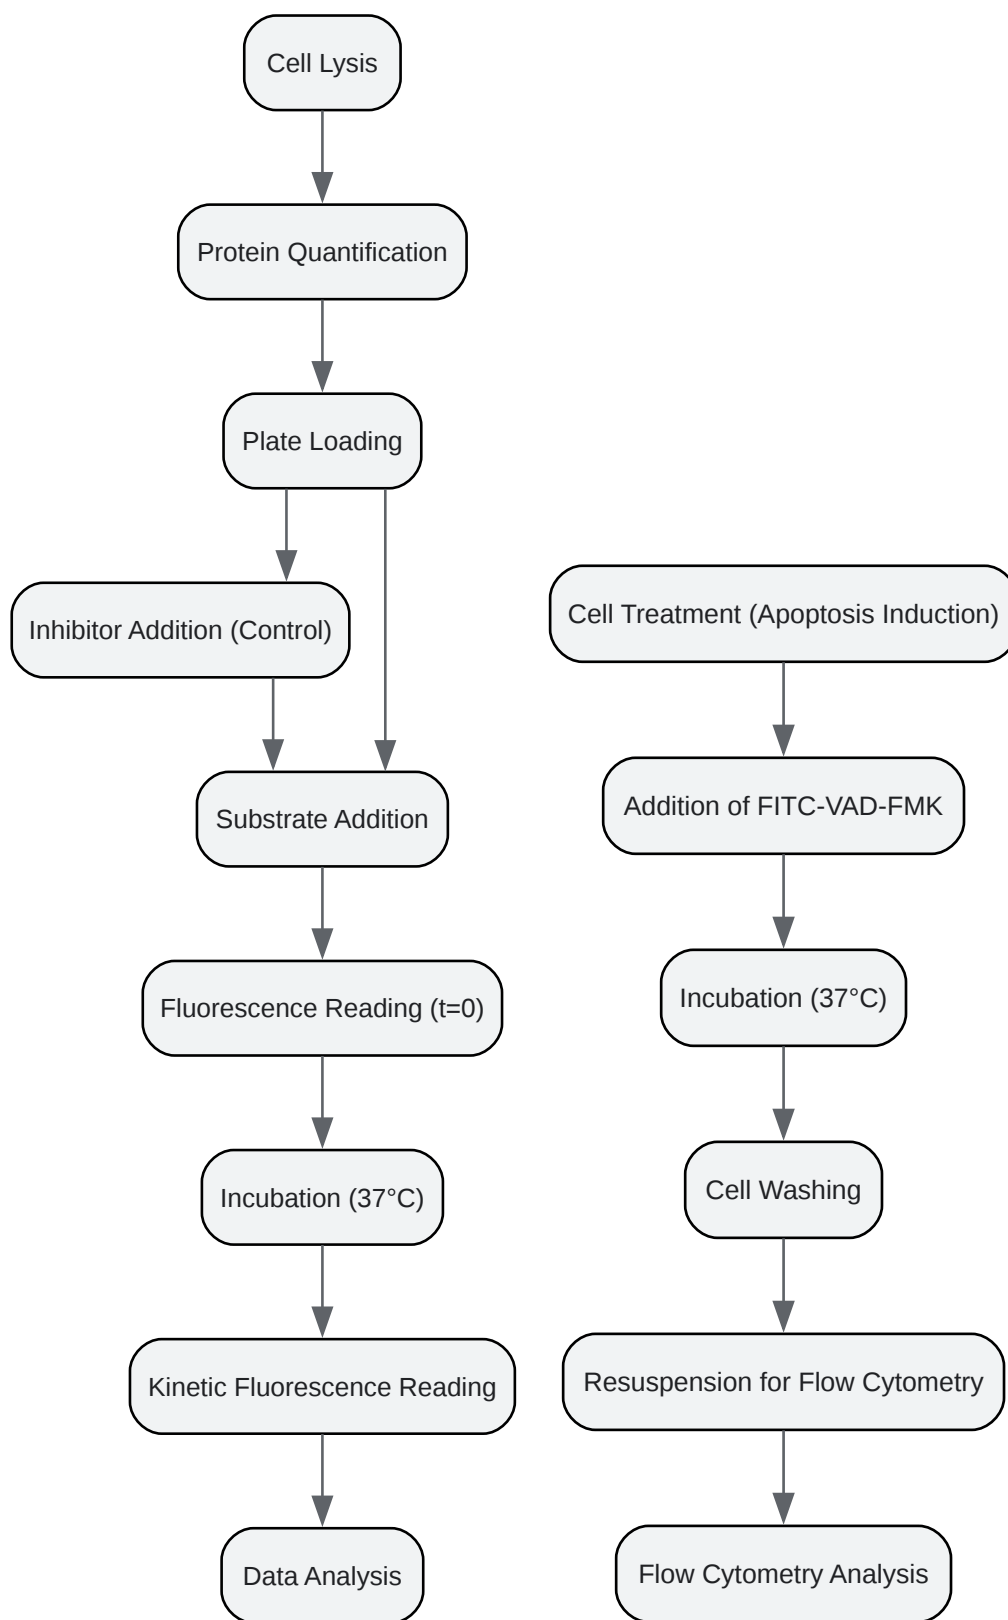 Cell Lysis
Protein Quantification
Plate Loading
Inhibitor Addition (Control)
Substrate Addition
Fluorescence Reading (t=0)
Incubation (37°C)
Kinetic Fluorescence Reading
Data Analysis
Cell Treatment (Apoptosis Induction)
Addition of FITC-VAD-FMK
Incubation (37°C)
Cell Washing
Resuspension for Flow Cytometry
Flow Cytometry Analysis